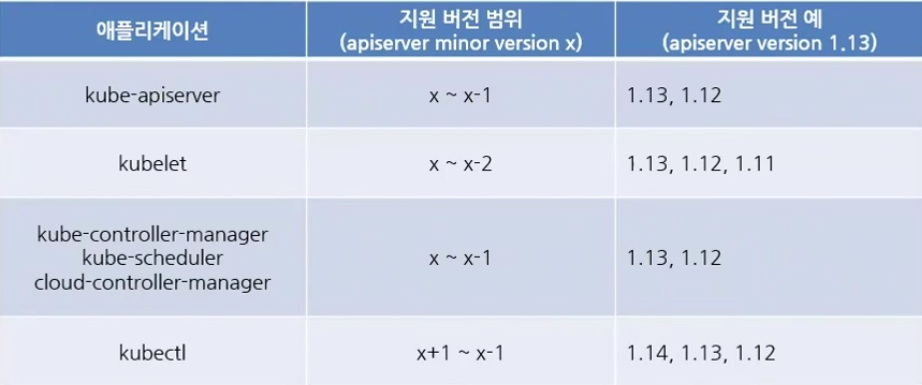 애플리케이션
지원 버전 범위
(apiserver minor version x)
지원 버전 예
(apiserver version 1.13)
kube-apiserver
x ~ x-1
1.13, 1.12
kubelet
x ~ x-2
1.13, 1.12, 1.11
kube-controller-manager
kube-scheduler
cloud-controller-manager
x ~ x-1
1.13, 1.12
kubectl
x+1 ~ x-1
1.14, 1.13, 1.12